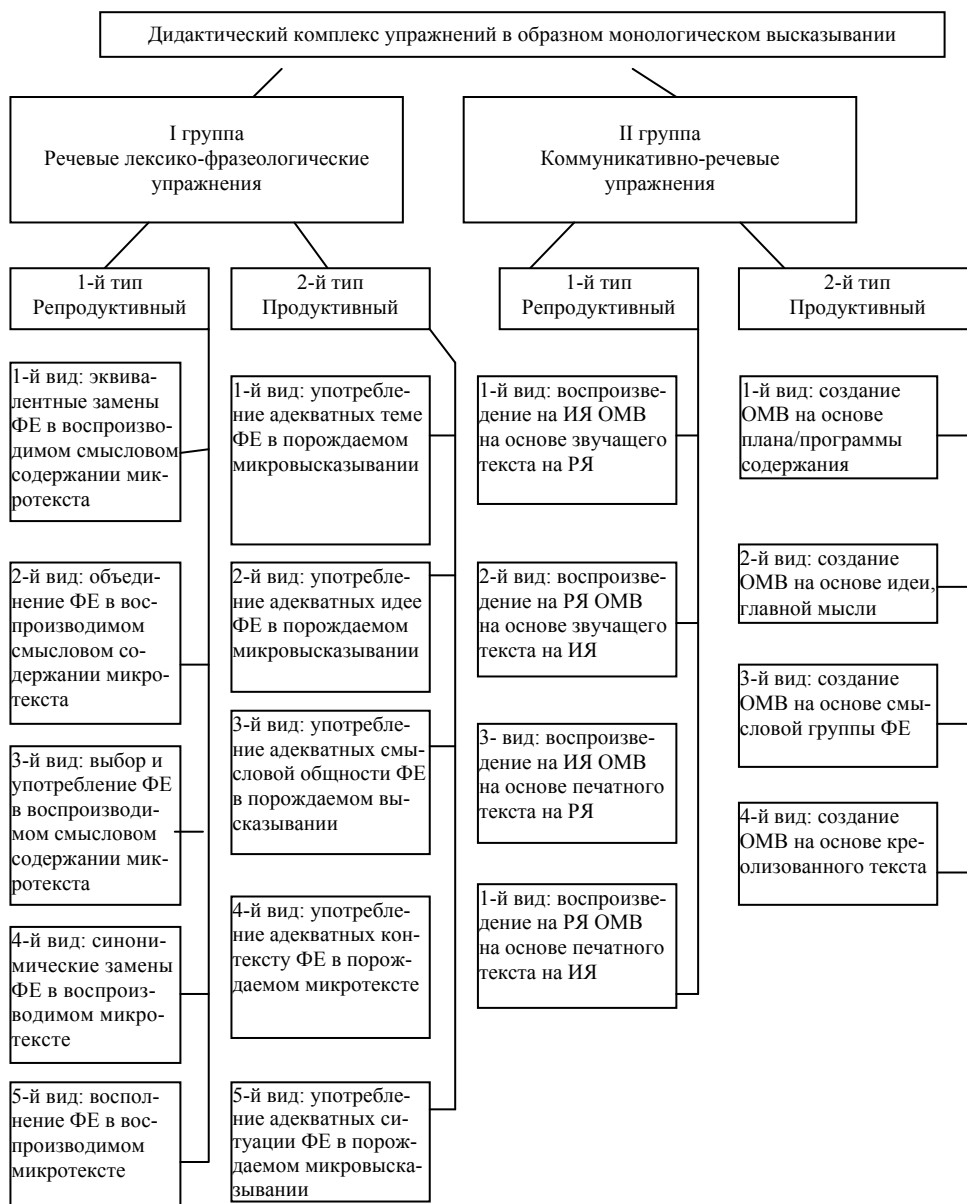 Дидактический комплекс упражнений в образном монологическом высказывании
I группа
Речевые лексико-фразеологические
упражнения
II группа
Коммуникативно-речевые
упражнения
1-й тип
Репродуктивный
2-й тип
Продуктивный
1-й тип
Репродуктивный
2-й тип
Продуктивный
1-й вид: эквива-
лентные замены
ФЕ в воспроизво-
димом смысловом
содержании мик-
ротекста
2-й вид: объеди-
нение ФЕ в вос-
производимом
смысловом со-
держании микро-
текста
3-й вид: выбор и
употребление ФЕ
в воспроизводи-
мом смысловом
содержании мик-
ротекста
4-й вид: синони-
мические замены
ФЕ в воспроиз-
водимом микро-
тексте
5-й вид: воспол-
нение ФЕ в вос-
производимом
микротексте
1-й вид: употреб-
ление адекватных теме
ФЕ в порождаемом
микровысказывании
2-й вид: употребле-
ние адекватных идее
ФЕ в порождаемом
микровысказывании
3-й вид: употребле-
ние адекватных смы-
словой общности ФЕ
в порождаемом вы-
сказывании
4-й вид: употребле-
ние адекватных кон-
тексту ФЕ в порож-
даемом микротексте
5-й вид: употребле-
ние адекватных си-
туации ФЕ в порож-
даемом микровысказы-
вании
1-й вид: воспроизве-
дение на ИЯ ОМВ
на основе звучащего
текста на РЯ
2-й вид: воспроизве-
дение на РЯ ОМВ
на основе звучащего
текста на ИЯ
3- вид: воспроизве-
дение на ИЯ ОМВ
на основе печатного
текста на РЯ
1-й вид: воспроизве-
дение на РЯ ОМВ
на основе печатного
текста на ИЯ
1-й вид: создание
ОМВ на основе
плана/программы
содержания
2-й вид: создание
ОМВ на основе идеи,
главной мысли
3-й вид: создание
ОМВ на основе смы-
словой группы ФЕ
4-й вид: создание
ОМВ на основе кре-
олизованного текста